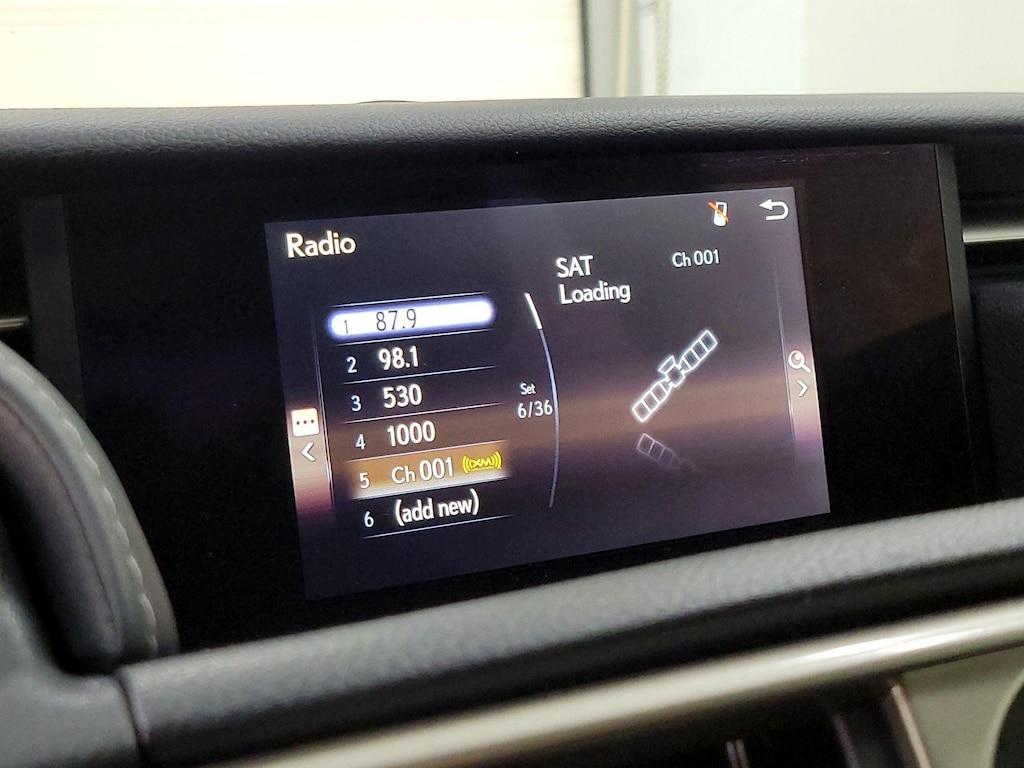 Radio
SAT
Ch 001
Loading
1 87.9
2 98.1
3 530
4 1000
5 Ch 001 ((XM))
6 (add new)
Set
6/36